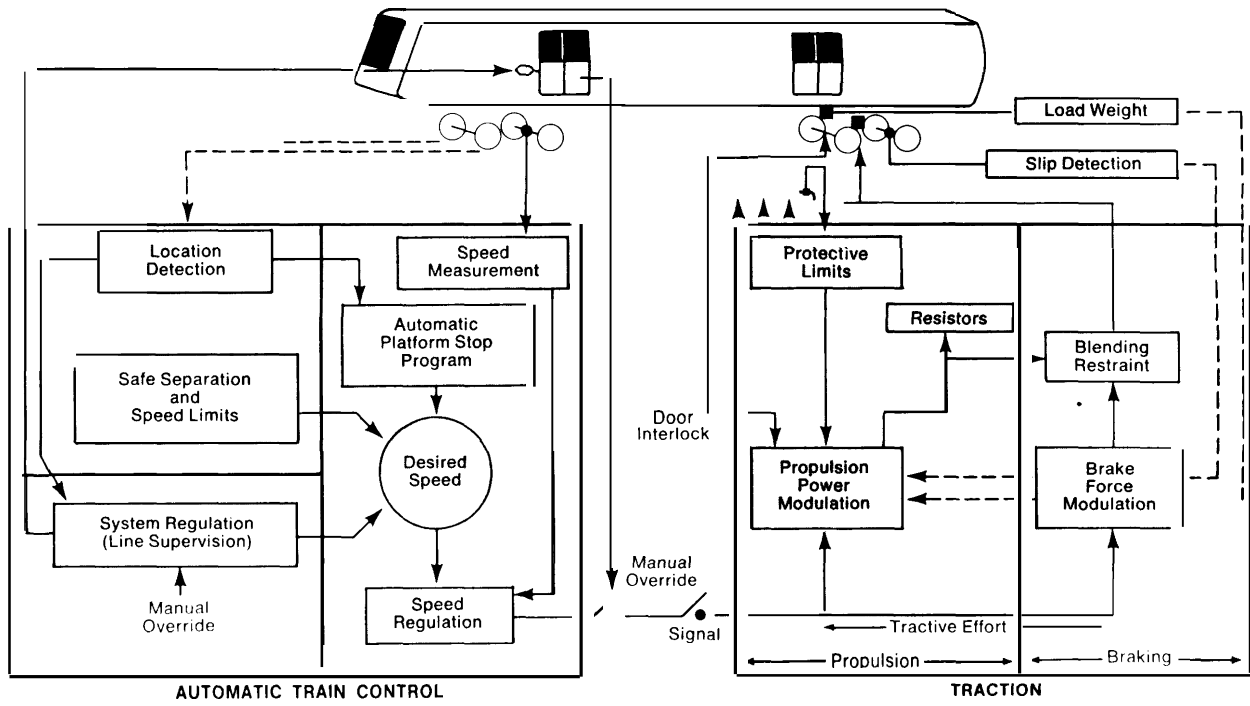 Load Weight
Slip Detection
Location
Detection
Speed
Measurement
Protective
Limits
Resistors
Automatic
Platform Stop
Program
Blending
Restraint
Safe Separation
and
Speed Limits
Door
Interlock
Desired
Speed
Propulsion
Power
Modulation
Brake
Force
Modulation
System Regulation
(Line Supervision)
Manual
Override
Manual
Override
Speed
Regulation
Signal
Tractive Effort
Propulsion
Braking
AUTOMATIC TRAIN CONTROL
TRACTION